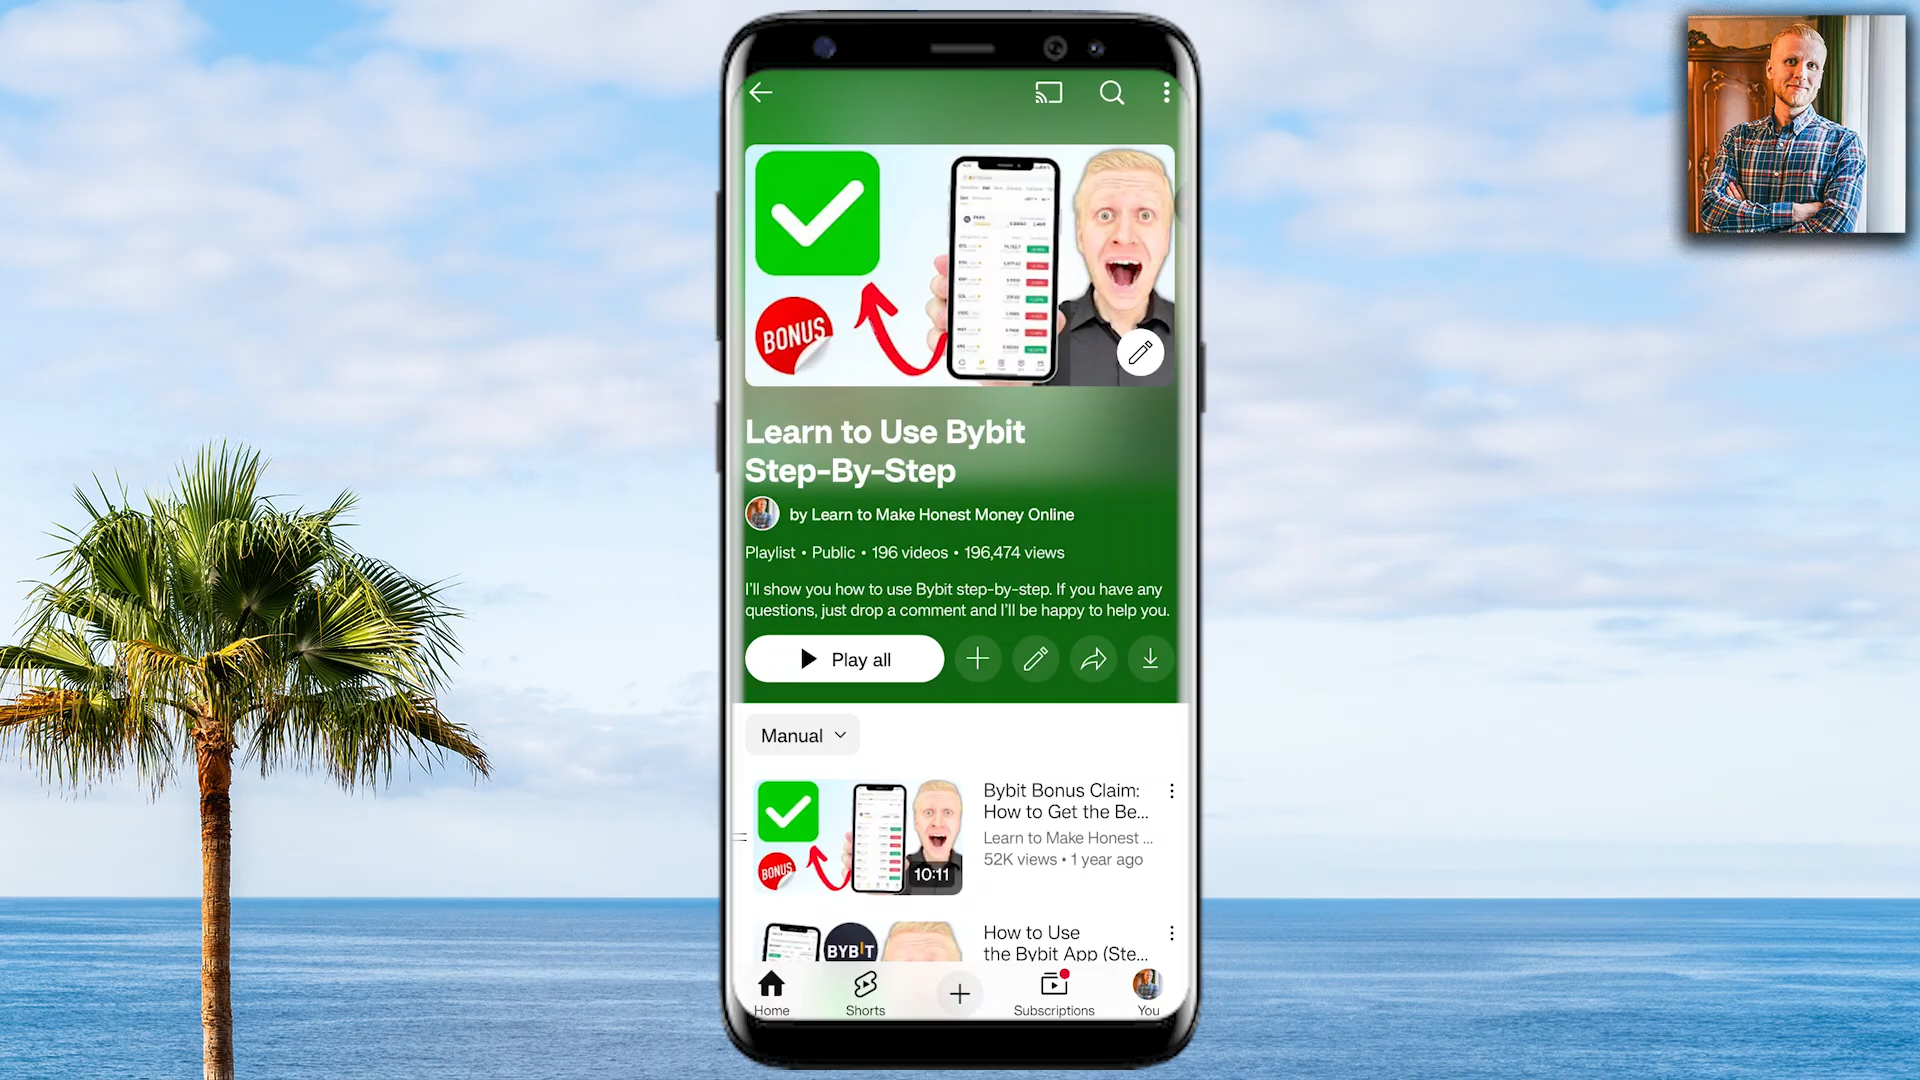 BONUS
Learn to Use Bybit
Step-By-Step
by Learn to Make Honest Money Online
Playlist • Public • 196 videos • 196,474 views
I'll show you how to use Bybit step-by-step. If you have any
questions, just drop a comment and I'll be happy to help you.
Play all
Manual
Bybit Bonus Claim:
How to Get the Be...
Learn to Make Honest ...
52K views • 1 year ago
BONUS
10:11
How to Use
the Bybit App (Ste...
BYBIT
Home
Shorts
Subscriptions
You